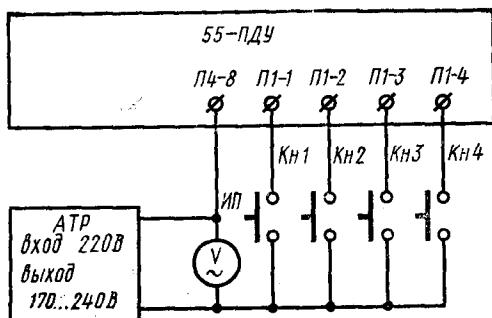 55-ПДУ
П4-8 П1-1 П1-2 П1-3 П1-4
Кн1 Кн2 Кн3 Кн4
ИП
V
~
АТР
вход 220В
выход
170...240В